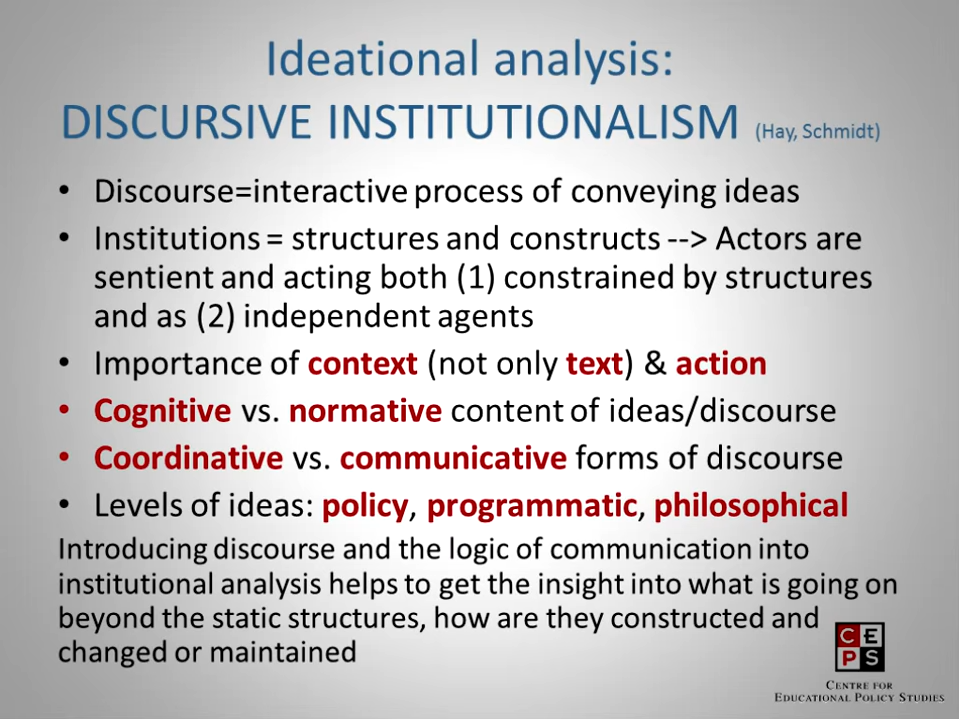 Ideational analysis:
DISCURSIVE INSTITUTIONALISM (Hay, Schmidt)
• Discourse=interactive process of conveying ideas
• Institutions = structures and constructs --> Actors are
sentient and acting both (1) constrained by structures
and as (2) independent agents
• Importance of context (not only text) & action
• Cognitive vs. normative content of ideas/discourse
• Coordinative vs. communicative forms of discourse
• Levels of ideas: policy, programmatic, philosophical
Introducing discourse and the logic of communication into
institutional analysis helps to get the insight into what is going on
beyond the static structures, how are they constructed and
changed or maintained
C E
P S
CENTRE FOR
EDUCATIONAL POLICY STUDIES